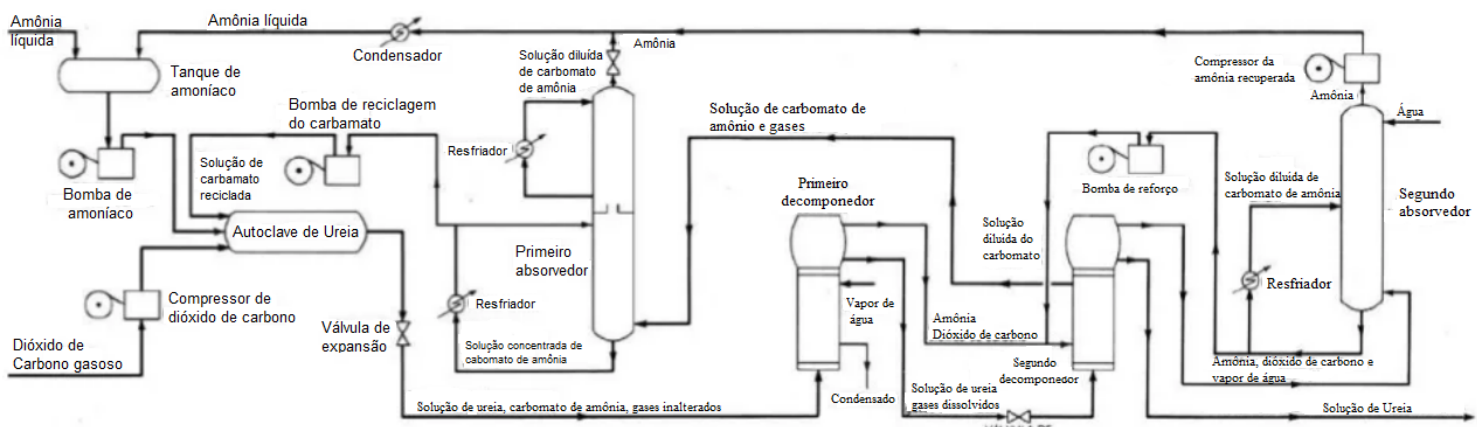 Amônia
líquida
Amônia líquida
Condensador
Tanque de
amoníaco
Bomba de
amoníaco
Bomba de reciclagem
do carbamato
Solução de
carbamato
reciclada
Autoclave de Ureia
Compressor de
dióxido de carbono
Dióxido de
Carbono gasoso
Válvula de
expansão
Solução diluída
de carbomato
de amônia
Amônia
Resfriador
Primeiro
absorvedor
Resfriador
Solução concentrada de
cabomato de amônia
Solução de ureia, carbomato de amônia, gases inalterados
Solução de carbomato de
amônio e gases
Primeiro
decomponedor
Vapor de
água
Condensado
Amônia
Dióxido de carbono
Solução de ureia
gases dissolvidos
Solução
diluida do
carbomato
Segundo
decomponedor
Bomba de reforço
Compressor da
amônia recuperada
Amônia
Água
Solução diluida de
carbomato de amônia
Segundo
absorvedor
Resfriador
Amônia, dióxido de carbono e
vapor de água
Solução de Ureia